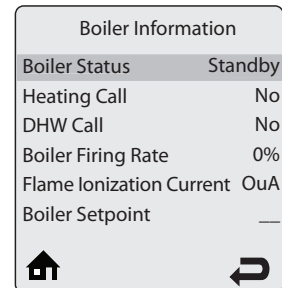 Boiler Information
Boiler Status Standby
Heating Call No
DHW Call No
Boiler Firing Rate 0%
Flame Ionization Current OuA
Boiler Setpoint __